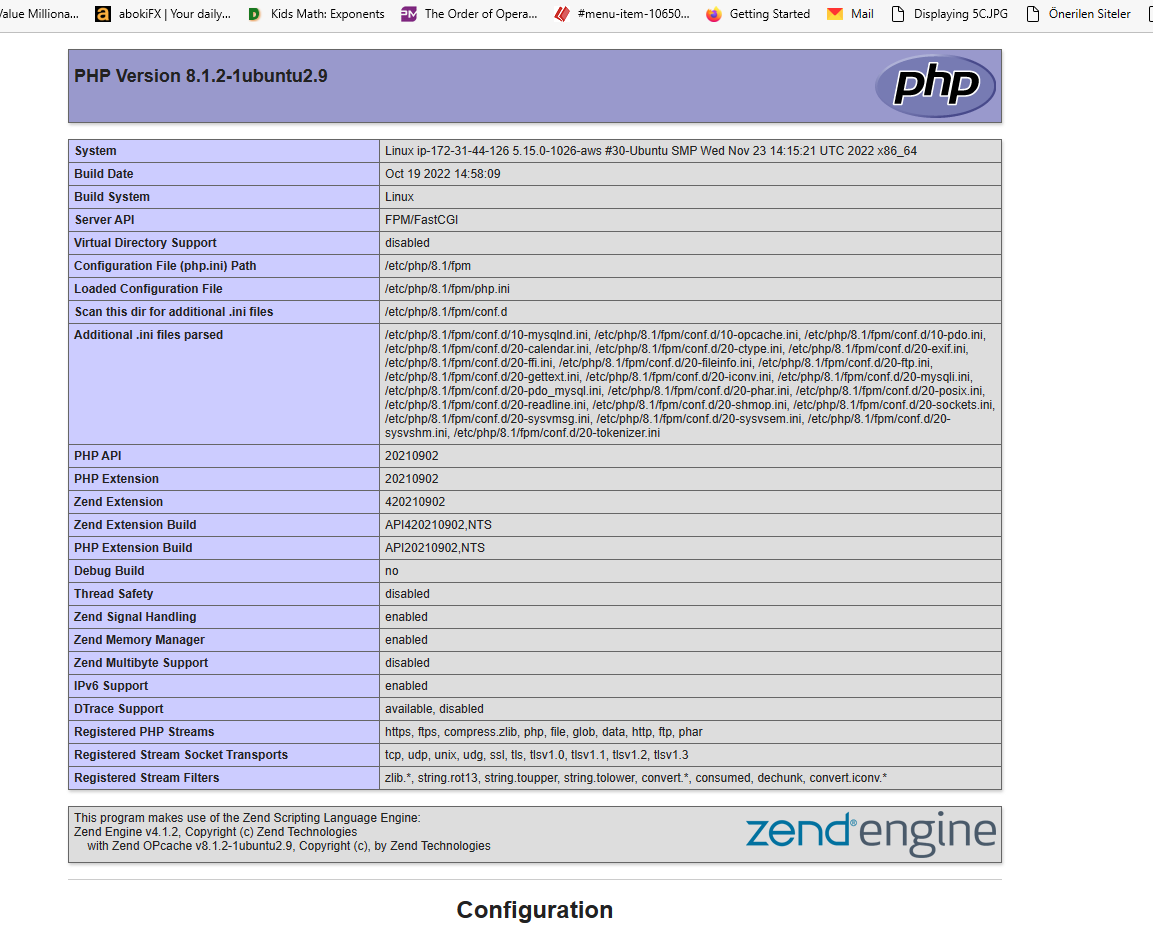 alue Milliona...
abokiFX | Your daily...
Kids Math: Exponents
PM
The Order of Opera...
#menu-item-10650...
Getting Started
Mail
Displaying 5C.JPG
Önerilen Siteler
PHP Version 8.1.2-1ubuntu2.9
php
System Linux ip-172-31-44-126 5.15.0-1026-aws #30-Ubuntu SMP Wed Nov 23 14:15:21 UTC 2022 x86_64
Build Date Oct 19 2022 14:58:09
Build System Linux
Server API FPM/FastCGI
Virtual Directory Support disabled
Configuration File (php.ini) Path /etc/php/8.1/fpm
Loaded Configuration File /etc/php/8.1/fpm/php.ini
Scan this dir for additional .ini files /etc/php/8.1/fpm/conf.d
Additional .ini files parsed /etc/php/8.1/fpm/conf.d/10-mysqlnd.ini, /etc/php/8.1/fpm/conf.d/10-opcache.ini, /etc/php/8.1/fpm/conf.d/10-pdo.ini,
/etc/php/8.1/fpm/conf.d/20-calendar.ini, /etc/php/8.1/fpm/conf.d/20-ctype.ini, /etc/php/8.1/fpm/conf.d/20-exif.ini,
/etc/php/8.1/fpm/conf.d/20-ffi.ini, /etc/php/8.1/fpm/conf.d/20-fileinfo.ini, /etc/php/8.1/fpm/conf.d/20-ftp.ini,
/etc/php/8.1/fpm/conf.d/20-gettext.ini, /etc/php/8.1/fpm/conf.d/20-iconv.ini, /etc/php/8.1/fpm/conf.d/20-mysqli.ini,
/etc/php/8.1/fpm/conf.d/20-pdo_mysql.ini, /etc/php/8.1/fpm/conf.d/20-phar.ini, /etc/php/8.1/fpm/conf.d/20-posix.ini,
/etc/php/8.1/fpm/conf.d/20-readline.ini, /etc/php/8.1/fpm/conf.d/20-shmop.ini, /etc/php/8.1/fpm/conf.d/20-sockets.ini,
/etc/php/8.1/fpm/conf.d/20-sysvmsg.ini, /etc/php/8.1/fpm/conf.d/20-sysvsem.ini, /etc/php/8.1/fpm/conf.d/20-
sysvshm.ini, /etc/php/8.1/fpm/conf.d/20-tokenizer.ini
PHP API 20210902
PHP Extension 20210902
Zend Extension 420210902
Zend Extension Build API420210902,NTS
PHP Extension Build API20210902,NTS
Debug Build no
Thread Safety disabled
Zend Signal Handling enabled
Zend Memory Manager enabled
Zend Multibyte Support disabled
IPv6 Support enabled
DTrace Support available, disabled
Registered PHP Streams https, ftps, compress.zlib, php, file, glob, data, http, ftp, phar
Registered Stream Socket Transports tcp, udp, unix, udg, ssl, tls, tlsv1.0, tlsv1.1, tlsv1.2, tlsv1.3
Registered Stream Filters zlib.*, string.rot13, string.toupper, string.tolower, convert.*, consumed, dechunk, convert.iconv.*
This program makes use of the Zend Scripting Language Engine:
Zend Engine v4.1.2, Copyright (c) Zend Technologies
with Zend OPcache v8.1.2-1ubuntu2.9, Copyright (c), by Zend Technologies
zend® engine
Configuration